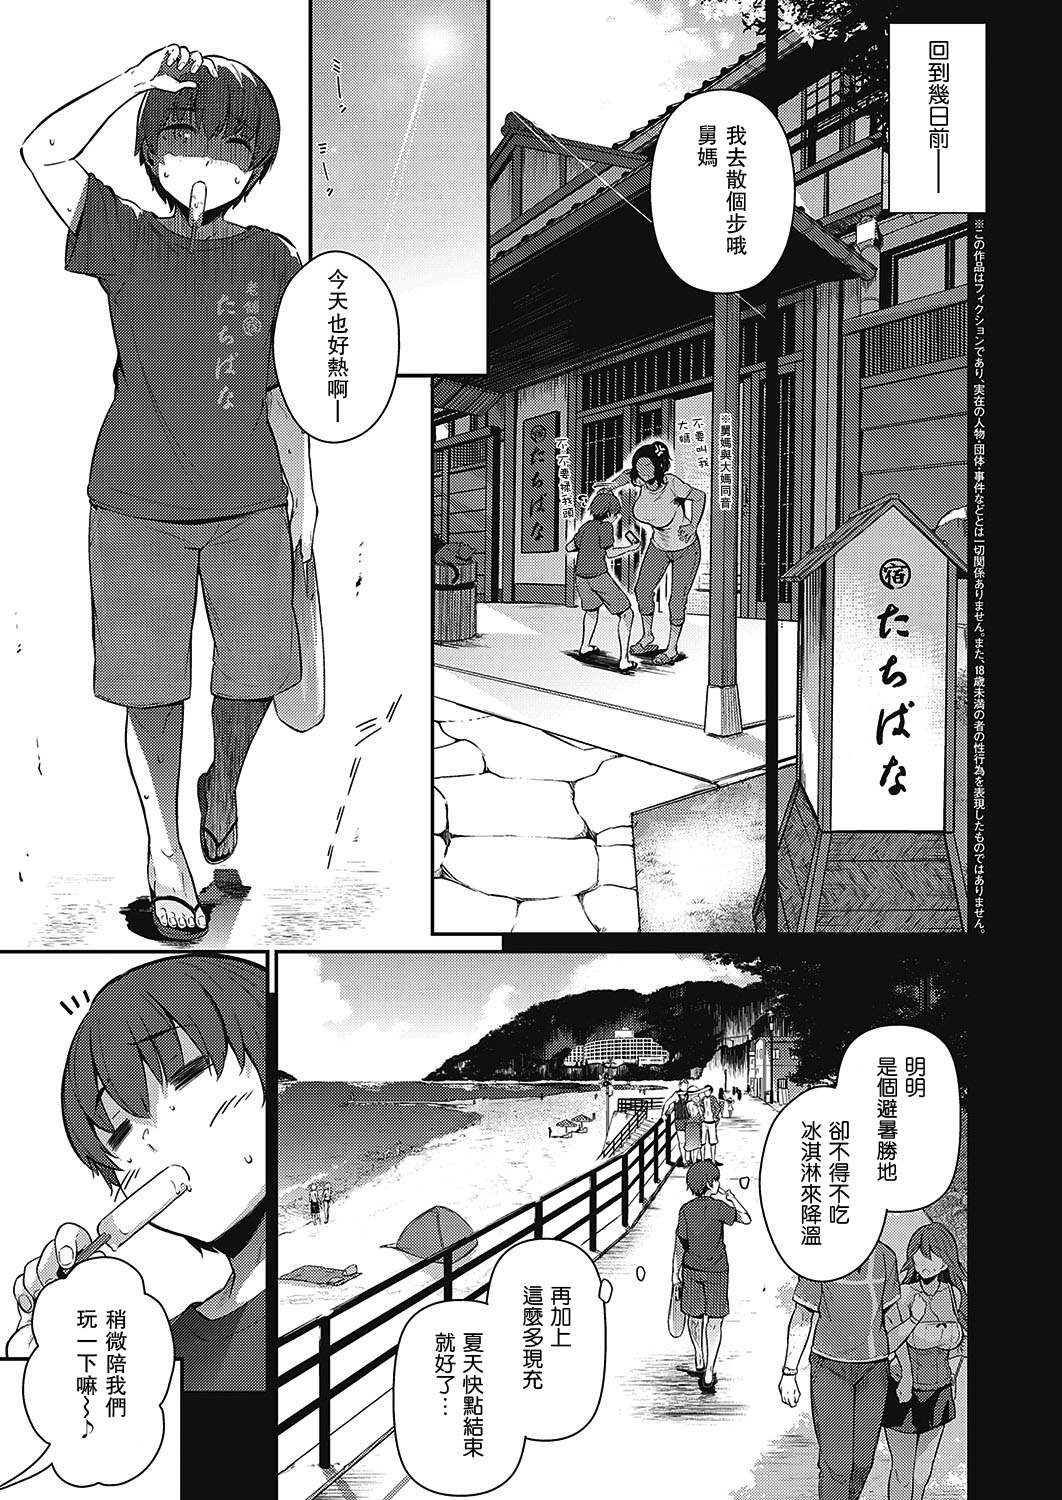 回到幾日前──
※この作品はフィクションであり、実在の人物・団体・事件などとは一切関係ありません。また、18歳未満の者の性行為を表現したものではありません。
我去散個步哦
舅媽
※舅媽與大媽同音
不要叫我
大媽
不、不要揍我頭
㊪たちばな
㊪たちばな
今天也好熱啊──
㊪たちばな
明明
是個避暑勝地
卻不得不吃
冰淇淋來降溫
再加上
這麼多現充
夏天快點結束
就好了…
稍微陪我們
玩一下嘛~♪